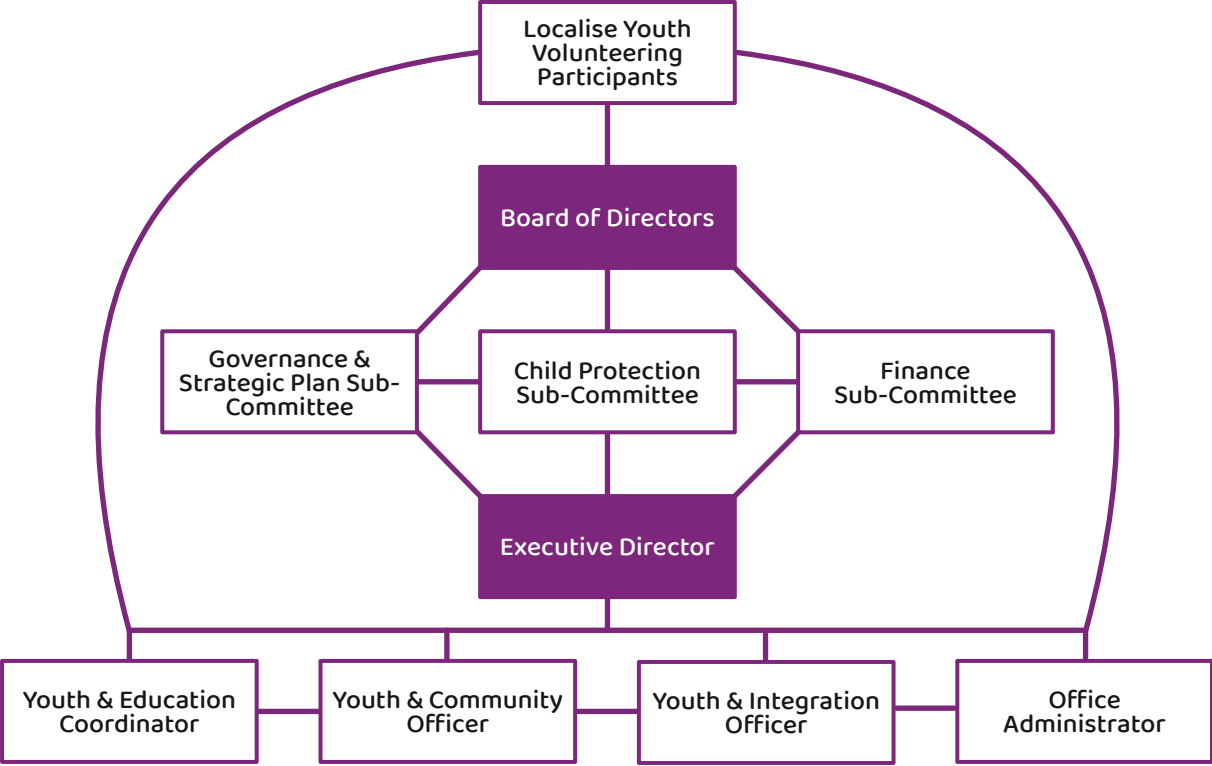 Localise Youth
Volunteering
Participants
Board of Directors
Governance &
Strategic Plan Sub-
Committee
Child Protection
Sub-Committee
Finance
Sub-Committee
Executive Director
Youth & Education
Coordinator
Youth & Community
Officer
Youth & Integration
Officer
Office
Administrator